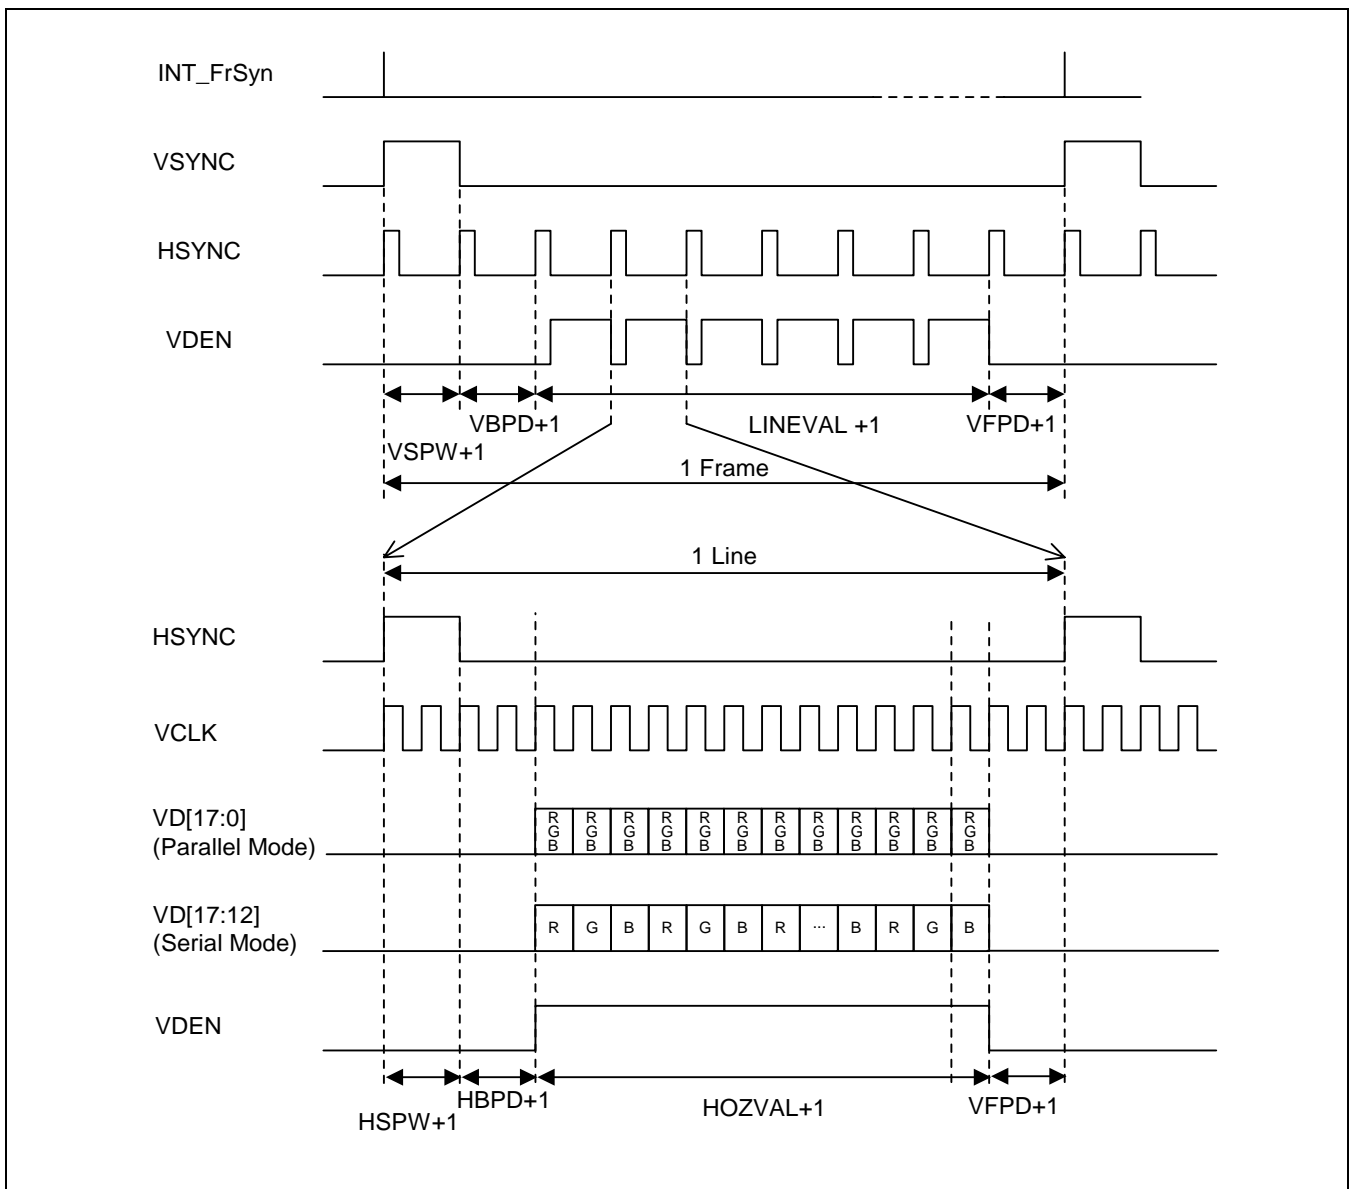 INT_FrSyn
VSYNC
HSYNC
VDEN
VBPD+1
LINEVAL +1
VFPD+1
VSPW+1
1 Frame
1 Line
HSYNC
VCLK
VD[17:0]
(Parallel Mode)
R R R R R R R R R R R R
G G G G G G G G G G G G
B B B B B B B B B B B B
VD[17:12]
(Serial Mode)
R G B R G B R ... B R G B
VDEN
HSPW+1
HBPD+1
HOZVAL+1
VFPD+1